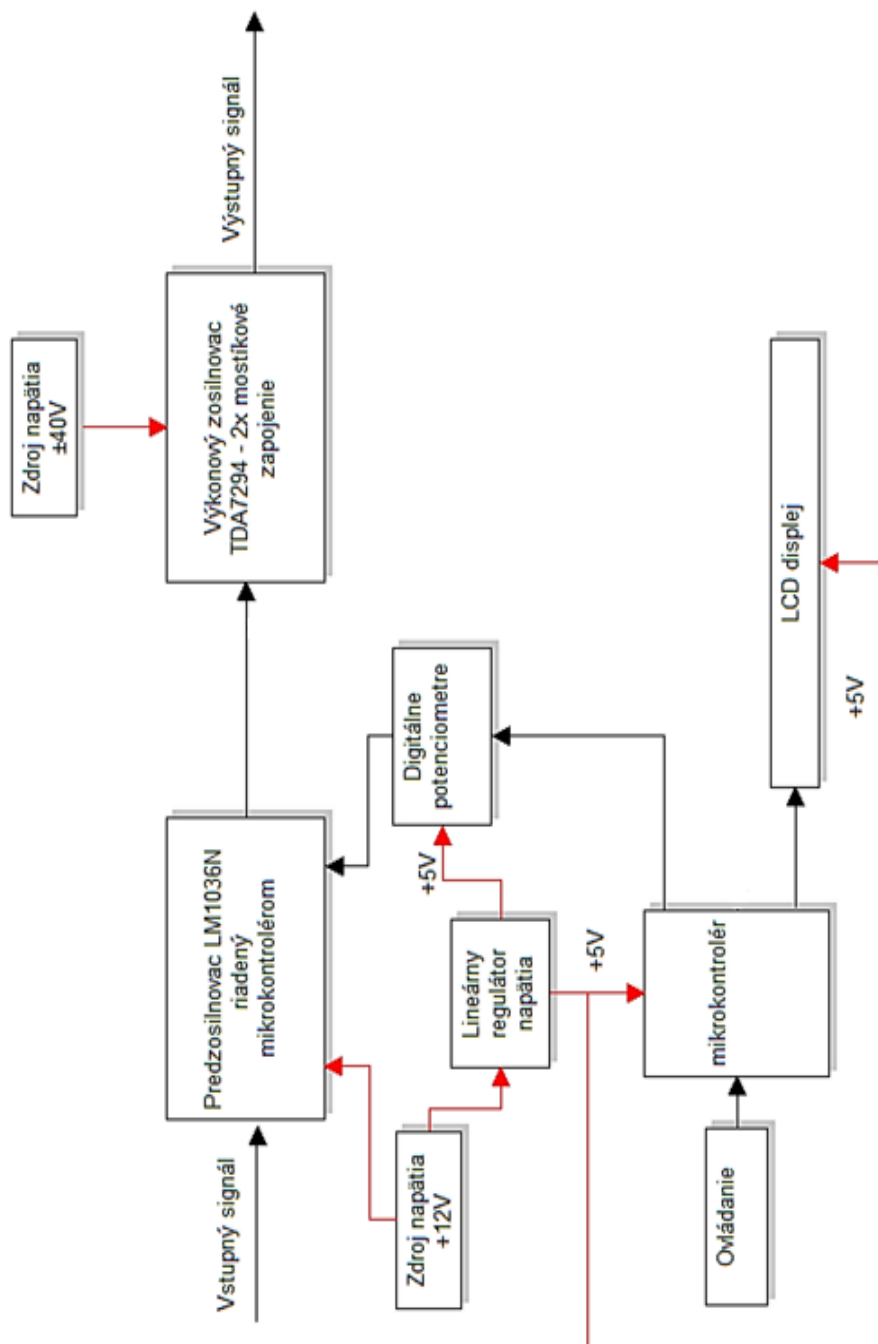 Zdroj napätia
±40V
Výstupný signál
Výkonový zosilnovac
TDA7294 - 2x mostíkové
zapojenie
Vstupný signál
Predzosilnovac LM1036N
riadený
mikrokontrolérom
Digitálne
potenciometre
+5V
Zdroj napätia
+12V
Lineárny
regulátor
napätia
+5V
Ovládanie
mikrokontrolér
LCD displej
+5V